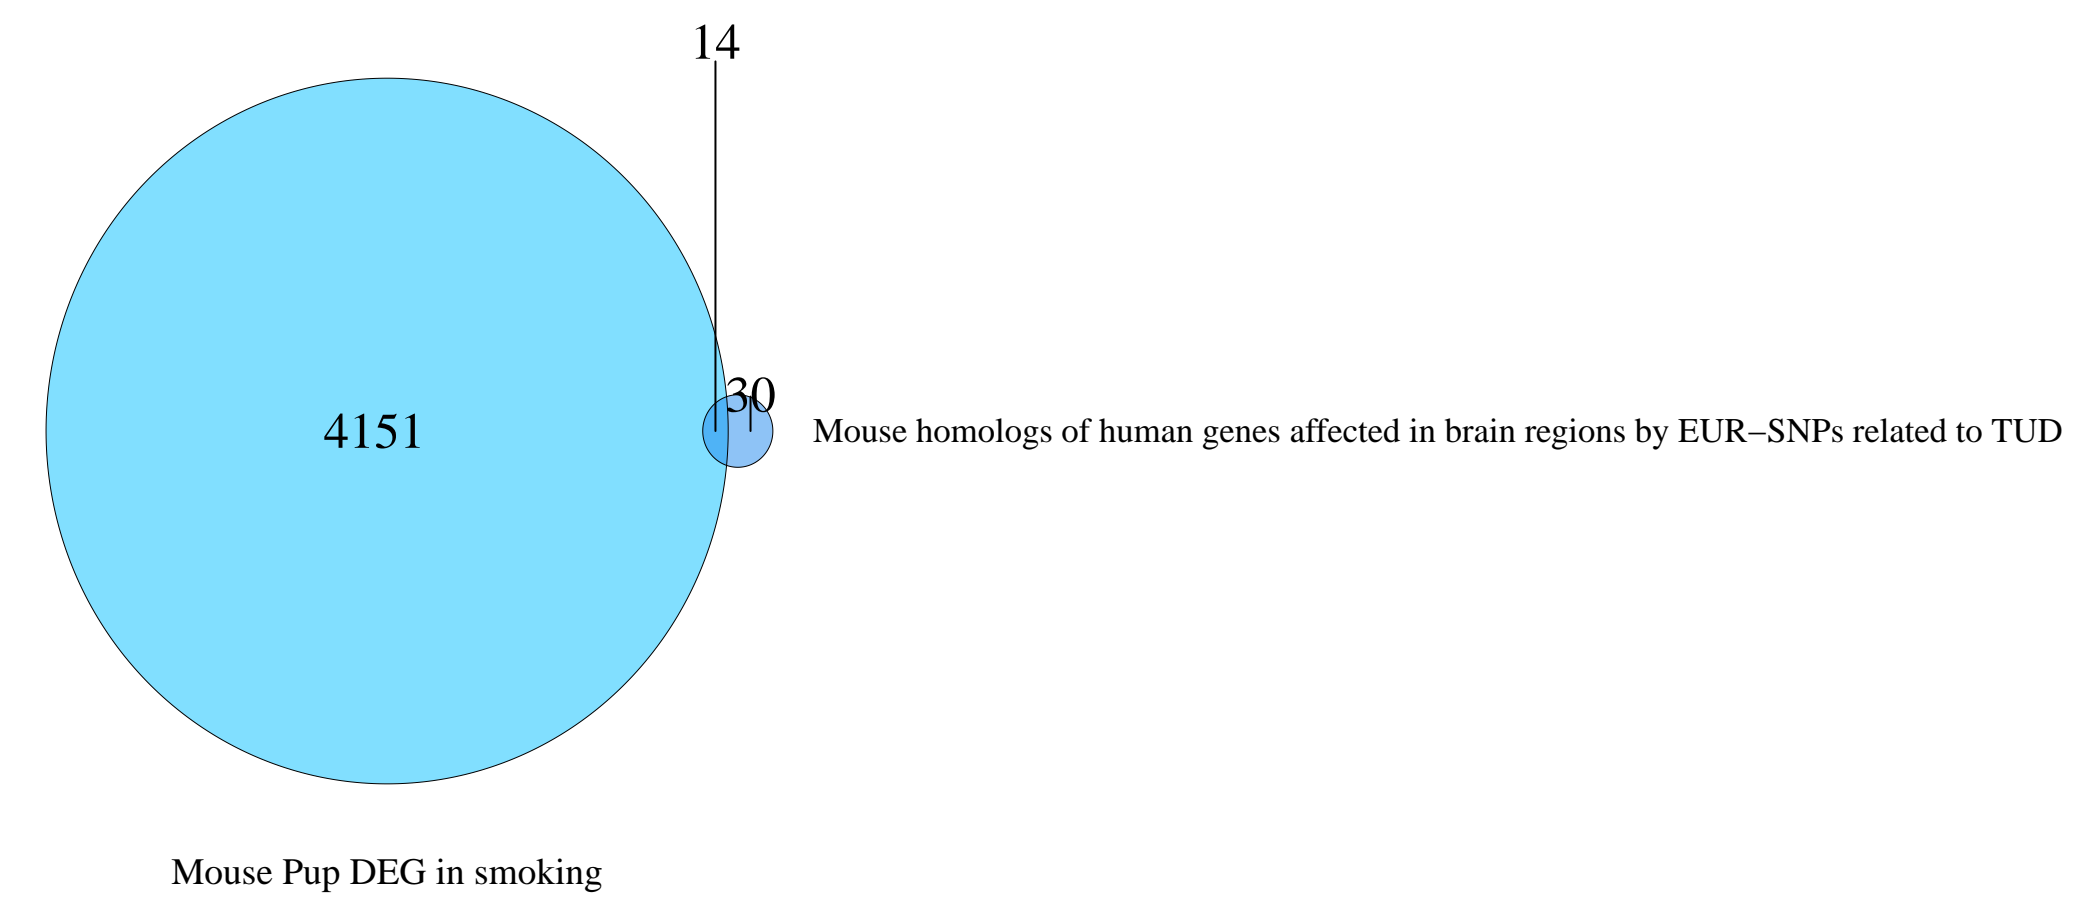 14
30
4151
Mouse homologs of human genes affected in brain regions by EUR−SNPs related to TUD
Mouse Pup DEG in smoking